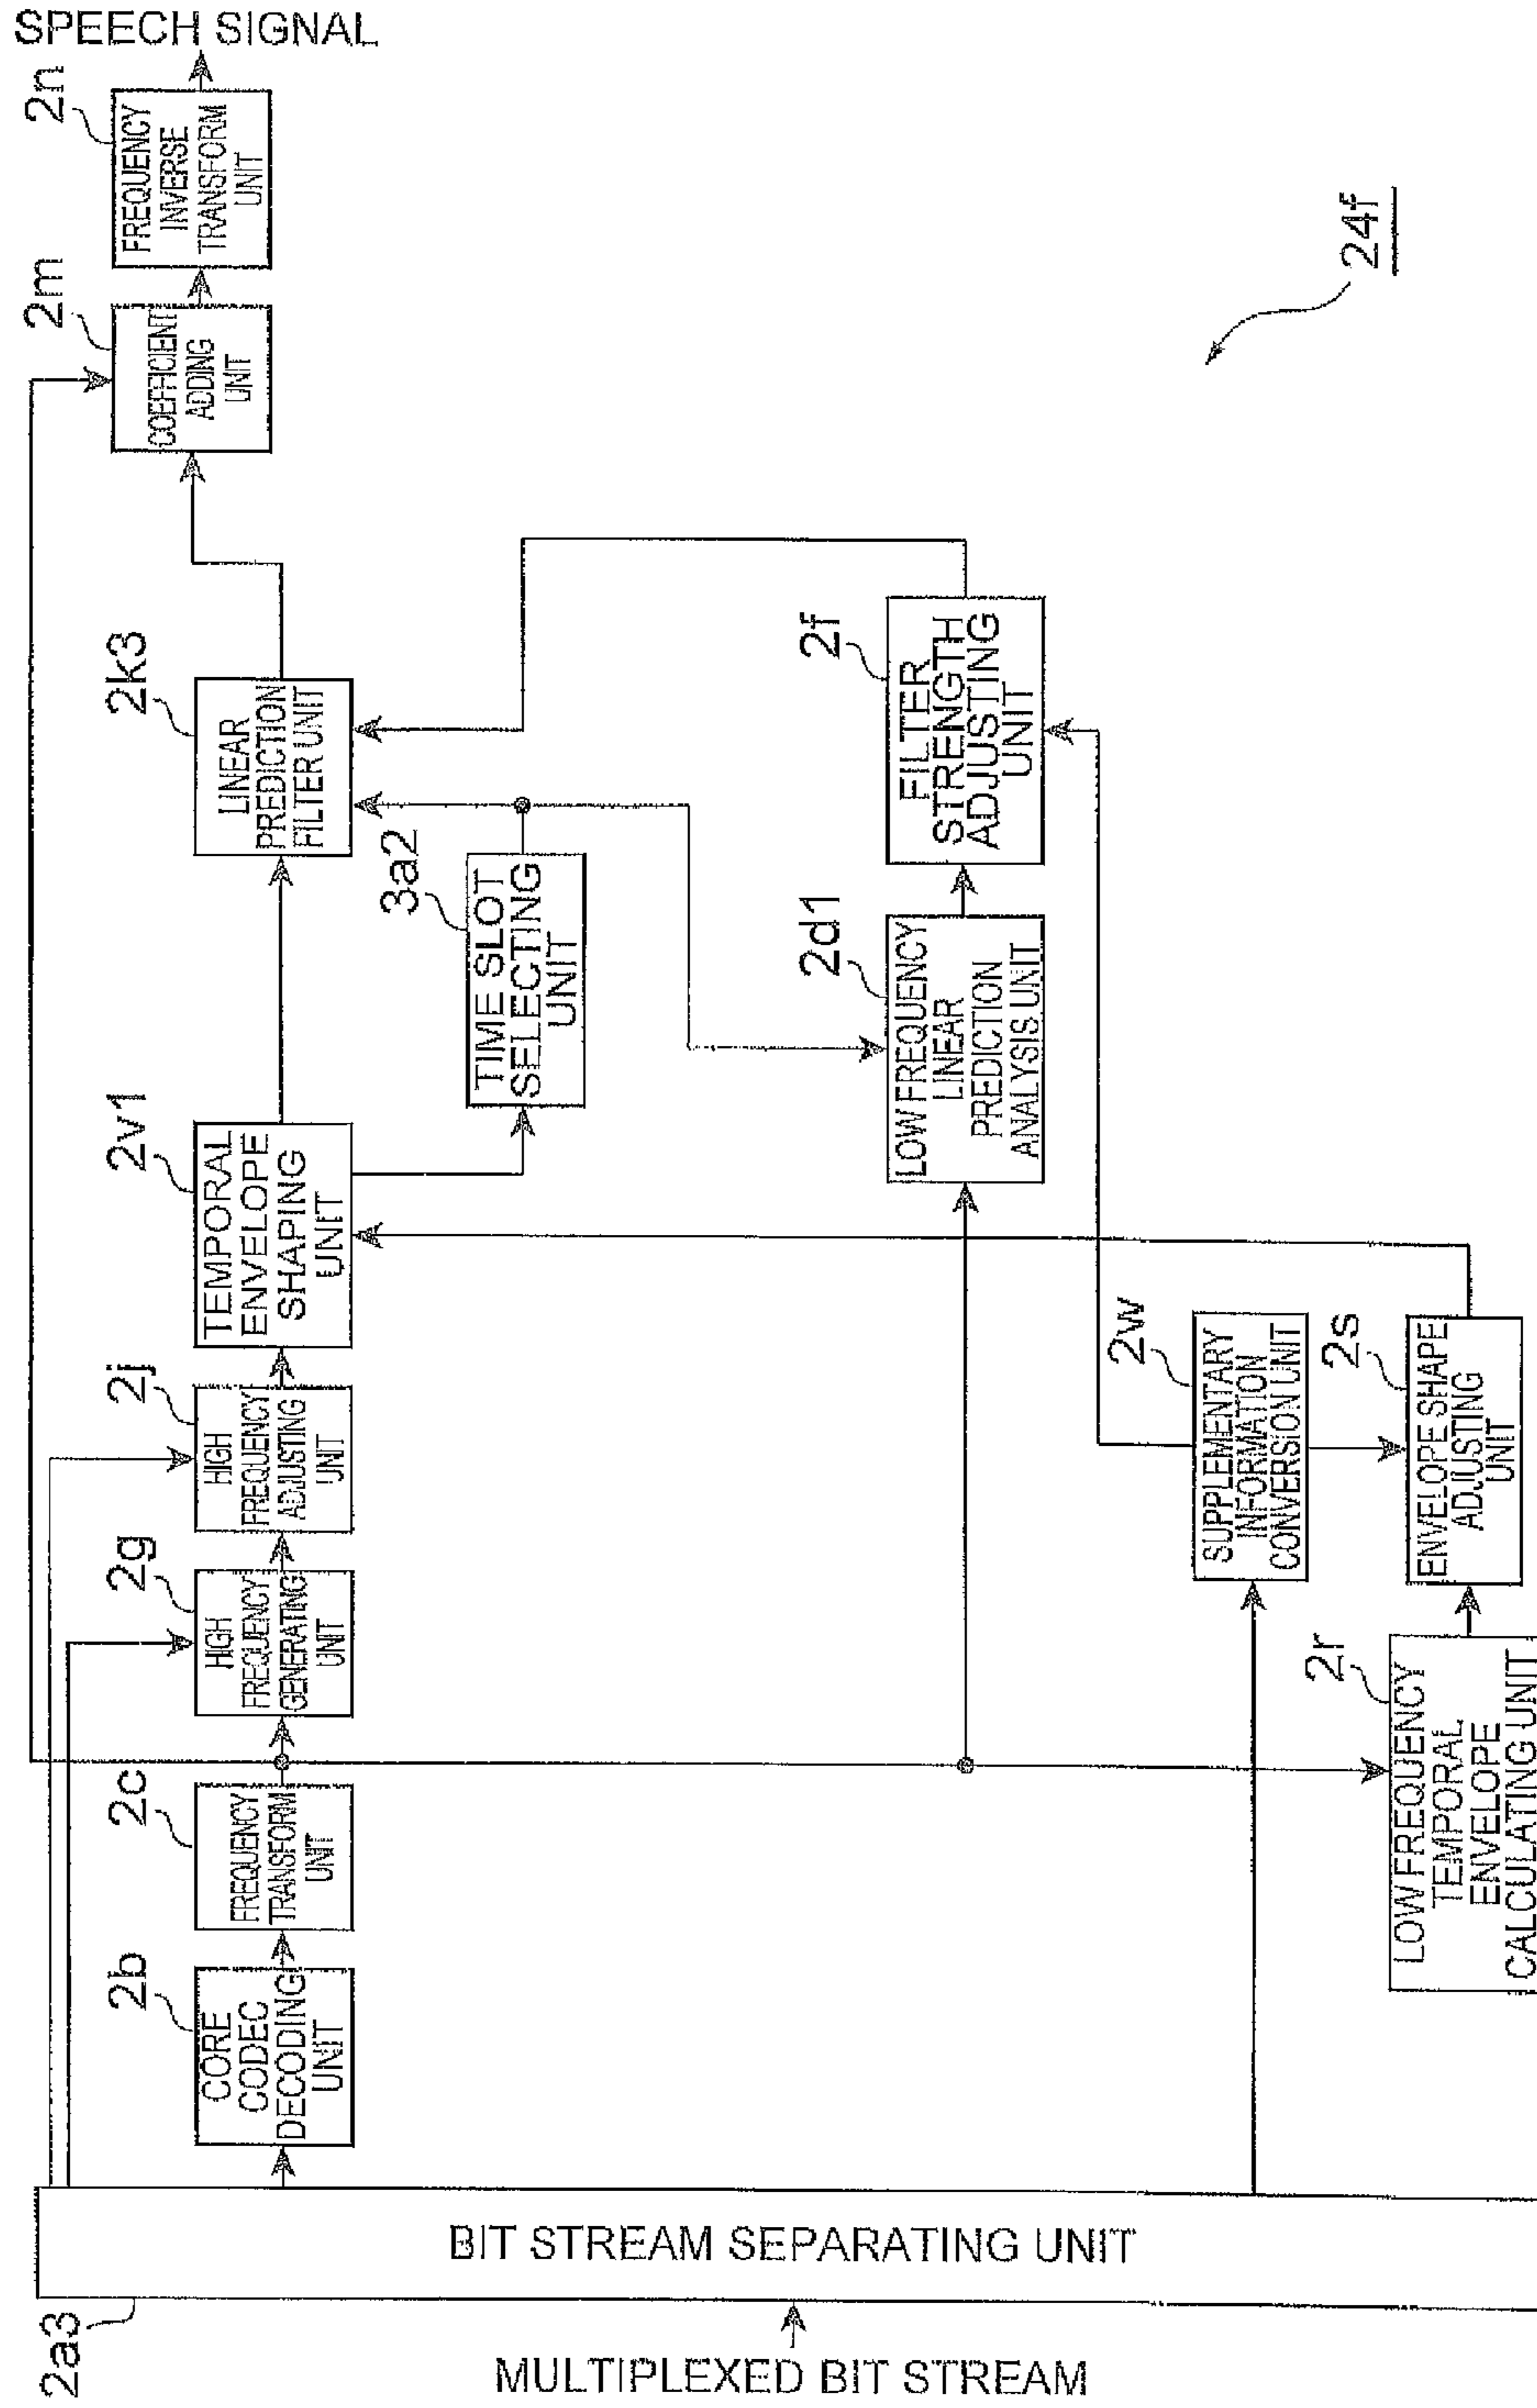 SPEECH SIGNAL
2n
FREQUENCY
INVERSE
TRANSFORM
UNIT
2m
COEFFICIENT
ADDING
UNIT
24f
2k3
LINEAR
PREDICTION
FILTER UNIT
3a2
TIME SLOT
SELECTING
UNIT
2f
FILTER
STRENGTH
ADJUSTING
UNIT
2d1
LOW FREQUENCY
LINEAR
PREDICTION
ANALYSIS UNIT
2v1
TEMPORAL
ENVELOPE
SHAPING
UNIT
2j
HIGH
FREQUENCY
ADJUSTING
UNIT
2g
HIGH
FREQUENCY
GENERATING
UNIT
2w
SUPPLEMENTARY
INFORMATION
CONVERSION UNIT
2s
ENVELOPE SHAPE
ADJUSTING
UNIT
2r
LOW FREQUENCY
TEMPORAL
ENVELOPE
CALCULATING UNIT
2c
FREQUENCY
TRANSFORM
UNIT
2b
CORE
CODEC
DECODING
UNIT
BIT STREAM SEPARATING UNIT
2a3
MULTIPLEXED BIT STREAM